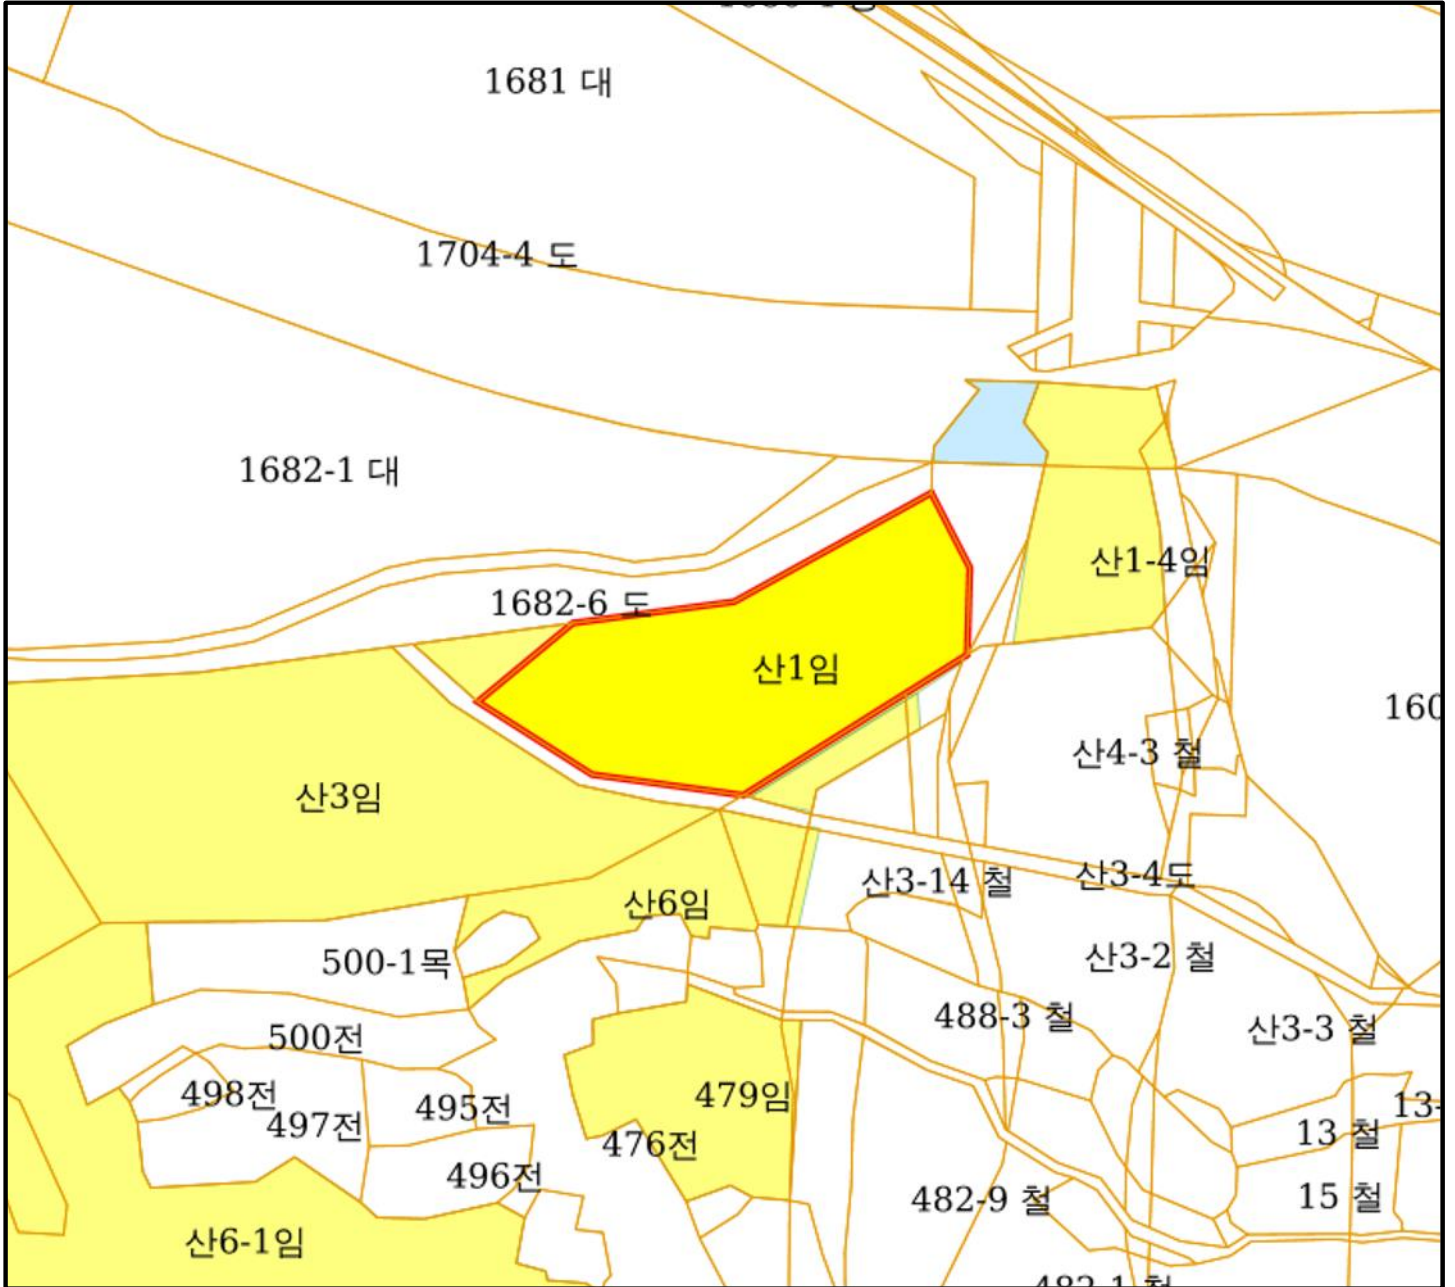 1681 대
1704-4 도
1682-1 대
산1-4임
1682-6 도
산1임
160
산4-3 철
산3임
산3-14 철
산3-4도
산6임
500-1목
산3-2 철
488-3 철
산3-3 철
500전
498전
495전
479임
13-
497전
476전
13 철
496전
482-9 철
15 철
산6-1임